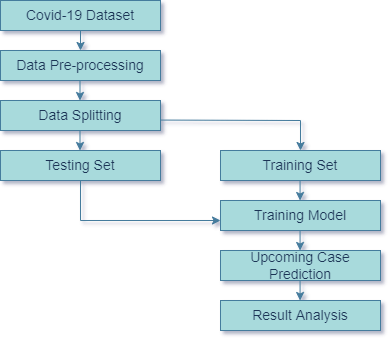 Covid-19 Dataset
Data Pre-processing
Data Splitting
Testing Set
Training Set
Training Model
Upcoming Case
Prediction
Result Analysis